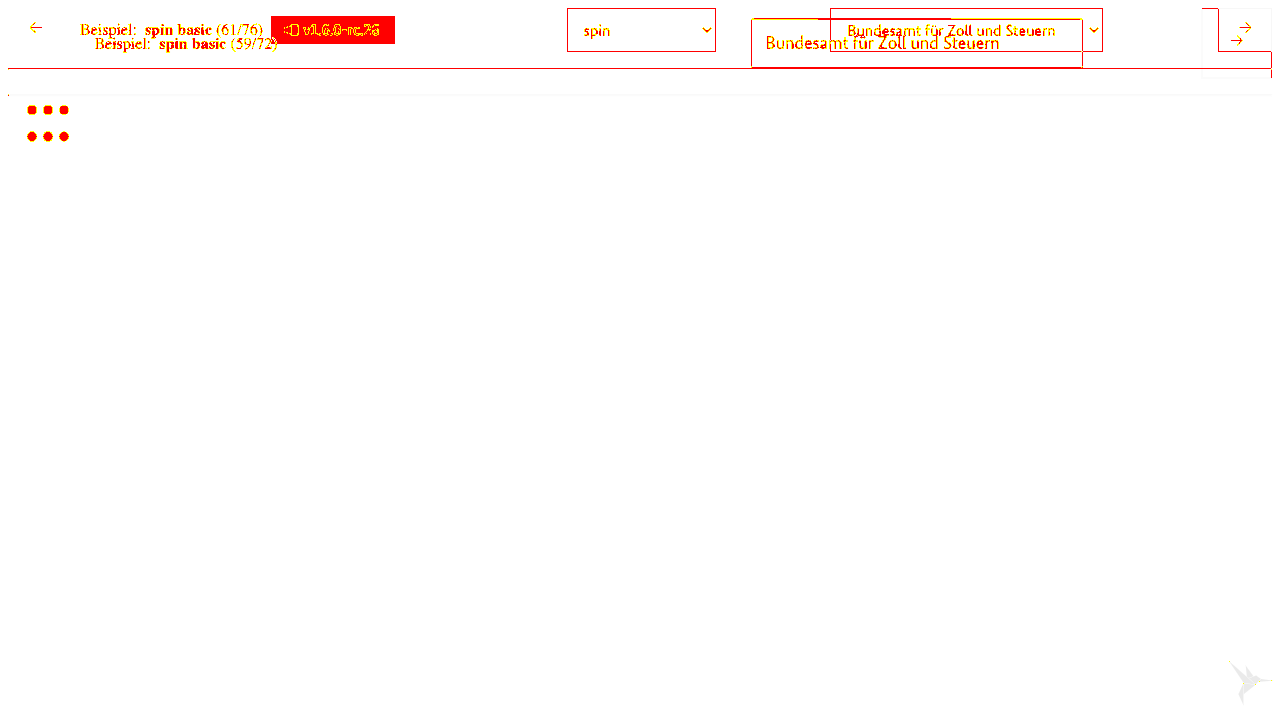 Beispiel: spin basic (61/76) v1.6.0-rc.26 spin Bundesamt für Zoll und Steuern
Beispiel: spin basic (59/72) Bundesamt für Zoll und Steuern